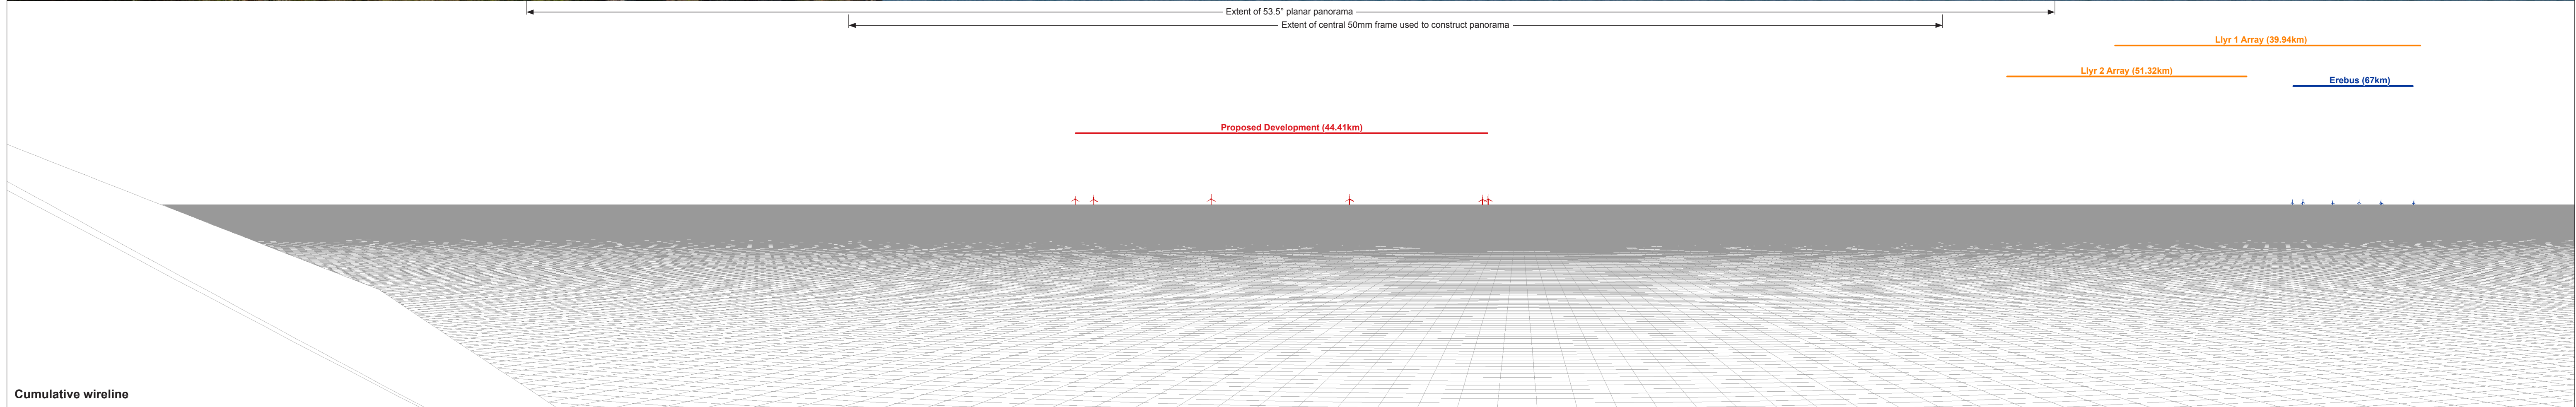 Extent of 53.5° planar panorama
Extent of central 50mm frame used to construct panorama
Llyr 1 Array (39.94km)
Llyr 2 Array (51.32km)
Erebus (67km)
Proposed Development (44.41km)
Cumulative wireline